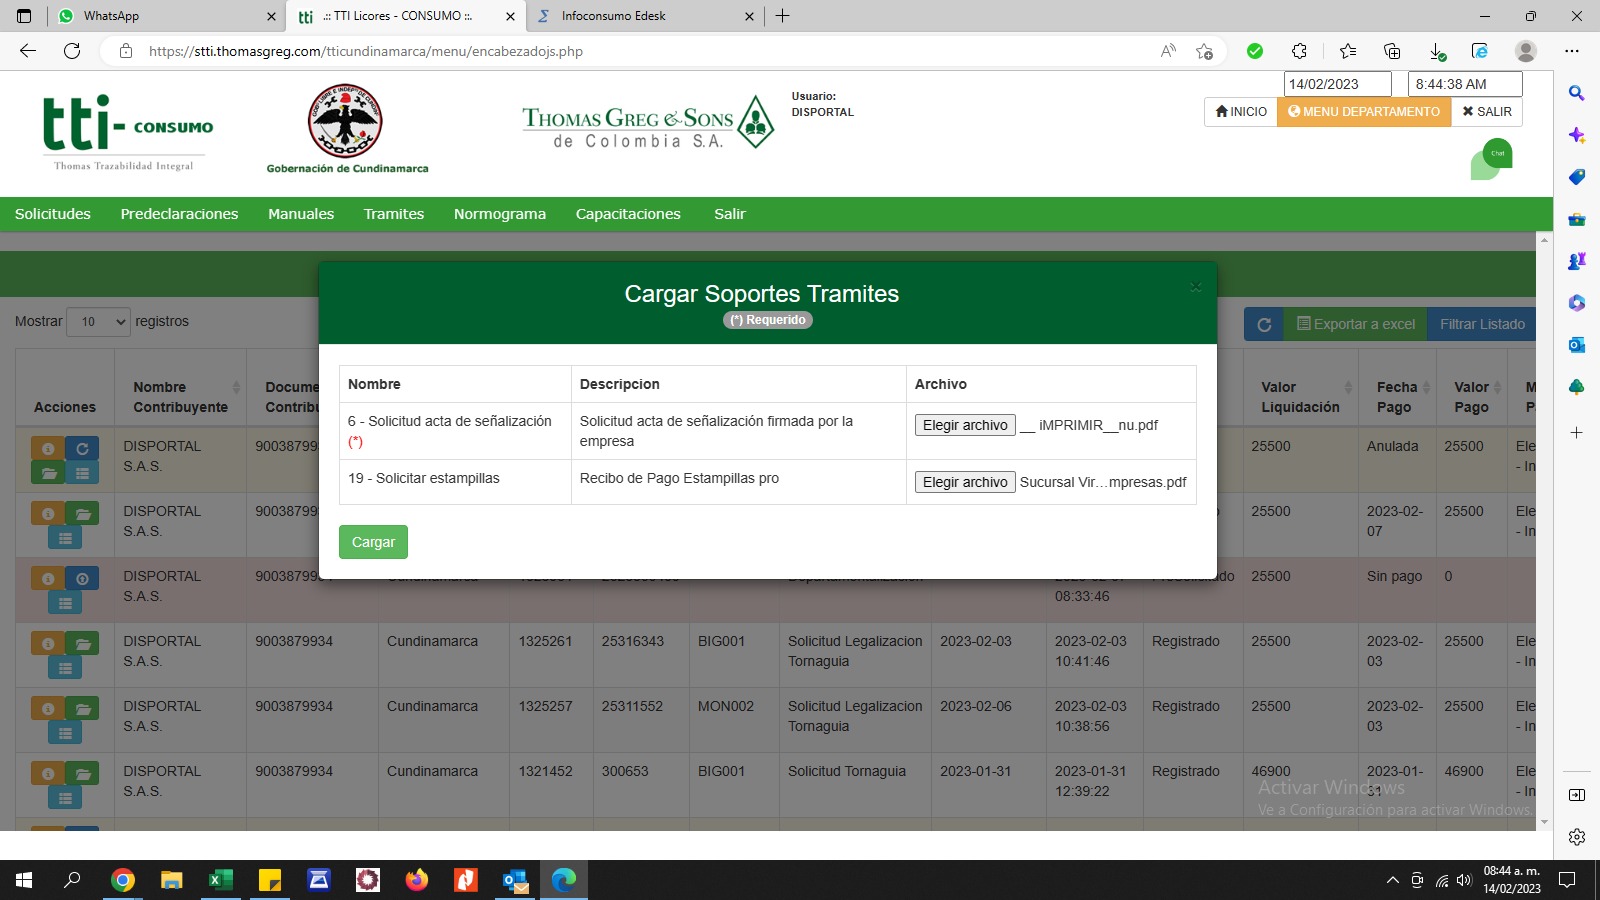 WhatsApp
.:: TTI Licores - CONSUMO ::.
Infoconsumo Edesk
https://stti.thomasgreg.com/tticundinamarca/menu/encabezadojs.php
14/02/2023
8:44:38 AM
INICIO
MENU DEPARTAMENTO
SALIR
tti- CONSUMO
Thomas Trazabilidad Integral
Gobernación de Cundinamarca
THOMAS GREG & SONS
de Colombia S.A.
Usuario:
DISPORTAL
Chat
Solicitudes
Predeclaraciones
Manuales
Tramites
Normograma
Capacitaciones
Salir
Cargar Soportes Tramites
(*) Requerido
×
Mostrar 10 registros
Exportar a excel
Filtrar Listado
Nombre
Descripcion
Archivo
6 - Solicitud acta de señalización
(*)
Solicitud acta de señalización firmada por la
empresa
Elegir archivo __ iMPRIMIR__nu.pdf
19 - Solicitar estampillas
Recibo de Pago Estampillas pro
Elegir archivo Sucursal Vir…mpresas.pdf
Cargar
Acciones
Nombre
Contribuyente
Docume
Contribu
Valor
Liquidación
Fecha
Pago
Valor
Pago
M
P
DISPORTAL
S.A.S.
90038799
25500
Anulada
25500
Ele
- In
DISPORTAL
S.A.S.
90038799
25500
2023-02-
07
25500
Ele
- In
DISPORTAL
S.A.S.
08:33:46
25500
Sin pago
0
DISPORTAL
S.A.S.
9003879934
Cundinamarca
1325261
25316343
BIG001
Solicitud Legalizacion
Tornaguia
2023-02-03
2023-02-03
10:41:46
Registrado
25500
2023-02-
03
25500
Ele
- In
DISPORTAL
S.A.S.
9003879934
Cundinamarca
1325257
25311552
MON002
Solicitud Legalizacion
Tornaguia
2023-02-06
2023-02-03
10:38:56
Registrado
25500
2023-02-
03
25500
Ele
- In
DISPORTAL
S.A.S.
9003879934
Cundinamarca
1321452
300653
BIG001
Solicitud Tornaguia
2023-01-31
2023-01-31
12:39:22
Registrado
46900
2023-01-
31
46900
Ele
- In
Activar Windows
Ve a Configuración para activar Windows.
08:44 a. m.
14/02/2023